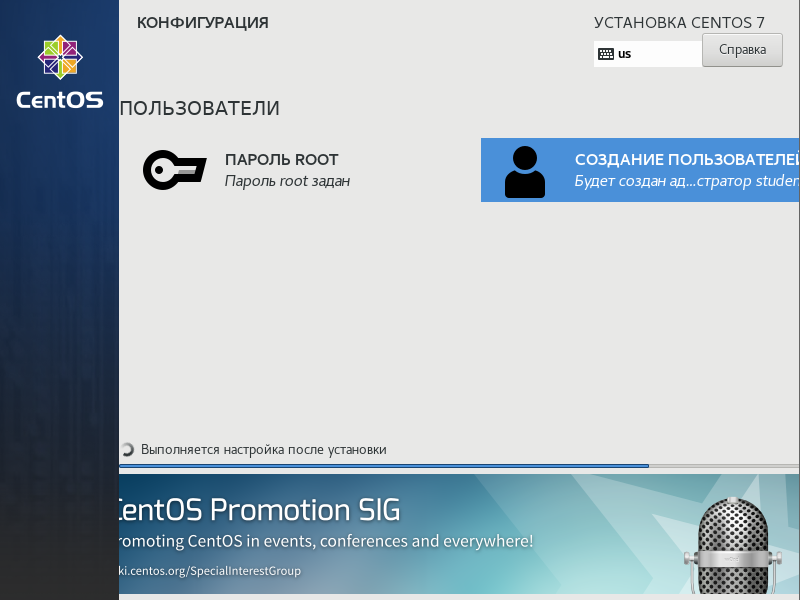 КОНФИГУРАЦИЯ
УСТАНОВКА CENTOS 7
us
Справка
CentOS
ПОЛЬЗОВАТЕЛИ
ПАРОЛЬ ROOT
Пароль root задан
СОЗДАНИЕ ПОЛЬЗОВАТЕЛЕЙ
Будет создан ад...стратор studen
Выполняется настройка после установки
CentOS Promotion SIG
romoting CentOS in events, conferences and everywhere!
ki.centos.org/SpecialInterestGroup